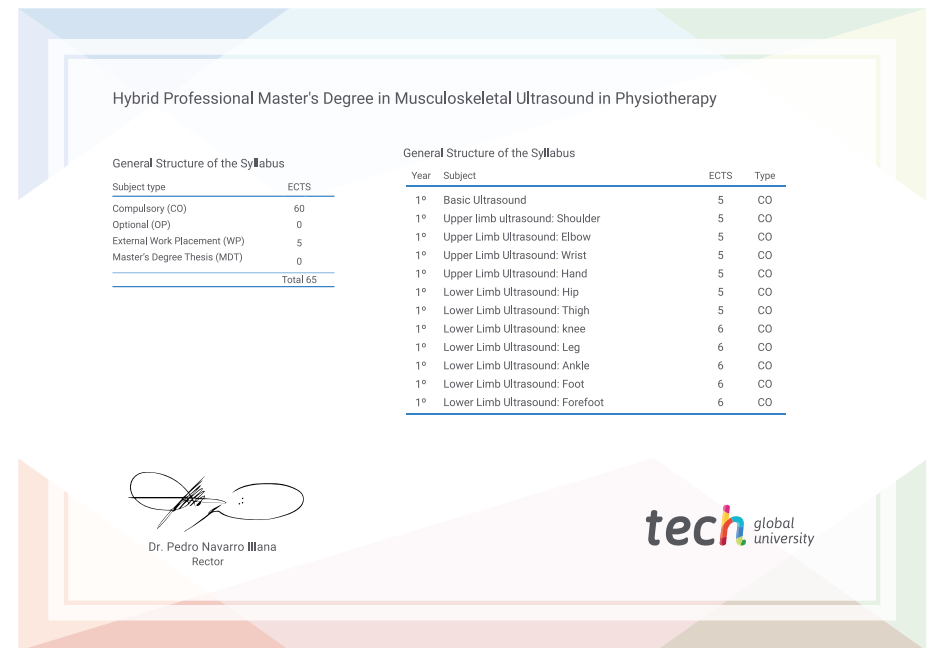 Hybrid Professional Master's Degree in Musculoskeletal Ultrasound in Physiotherapy
General Structure of the Syllabus
Subject type ECTS
Compulsory (CO) 60
Optional (OP) 0
External Work Placement (WP) 5
Master's Degree Thesis (MDT) 0
Total 65
General Structure of the Syllabus
Year Subject ECTS Type
1º Basic Ultrasound 5 CO
1º Upper limb ultrasound: Shoulder 5 CO
1º Upper Limb Ultrasound: Elbow 5 CO
1º Upper Limb Ultrasound: Wrist 5 CO
1º Upper Limb Ultrasound: Hand 5 CO
1º Lower Limb Ultrasound: Hip 5 CO
1º Lower Limb Ultrasound: Thigh 5 CO
1º Lower Limb Ultrasound: knee 6 CO
1º Lower Limb Ultrasound: Leg 6 CO
1º Lower Limb Ultrasound: Ankle 6 CO
1º Lower Limb Ultrasound: Foot 6 CO
1º Lower Limb Ultrasound: Forefoot 6 CO
Dr. Pedro Navarro Illana
Rector
tech global
university